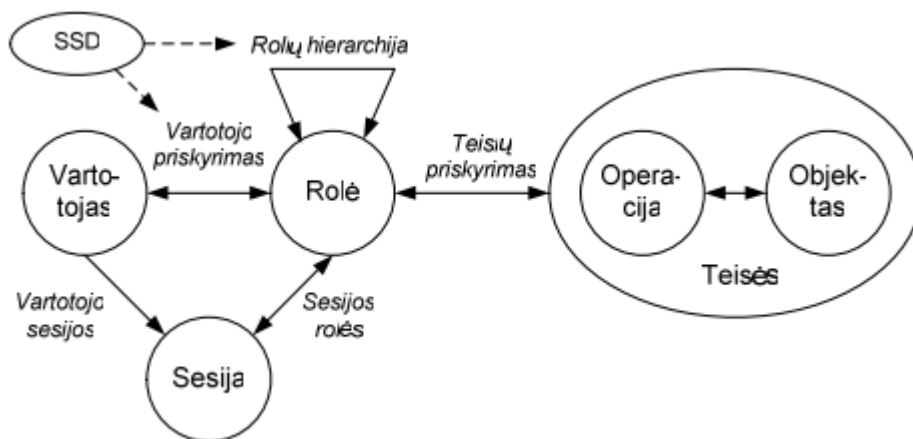 SSD
Rolių hierarchija
Vartotojo
priskyrimas
Teisių
priskyrimas
Varto-
tojas
Rolė
Opera-
cija
Objek-
tas
Teisės
Vartotojo
sesijos
Sesijos
rolės
Sesija